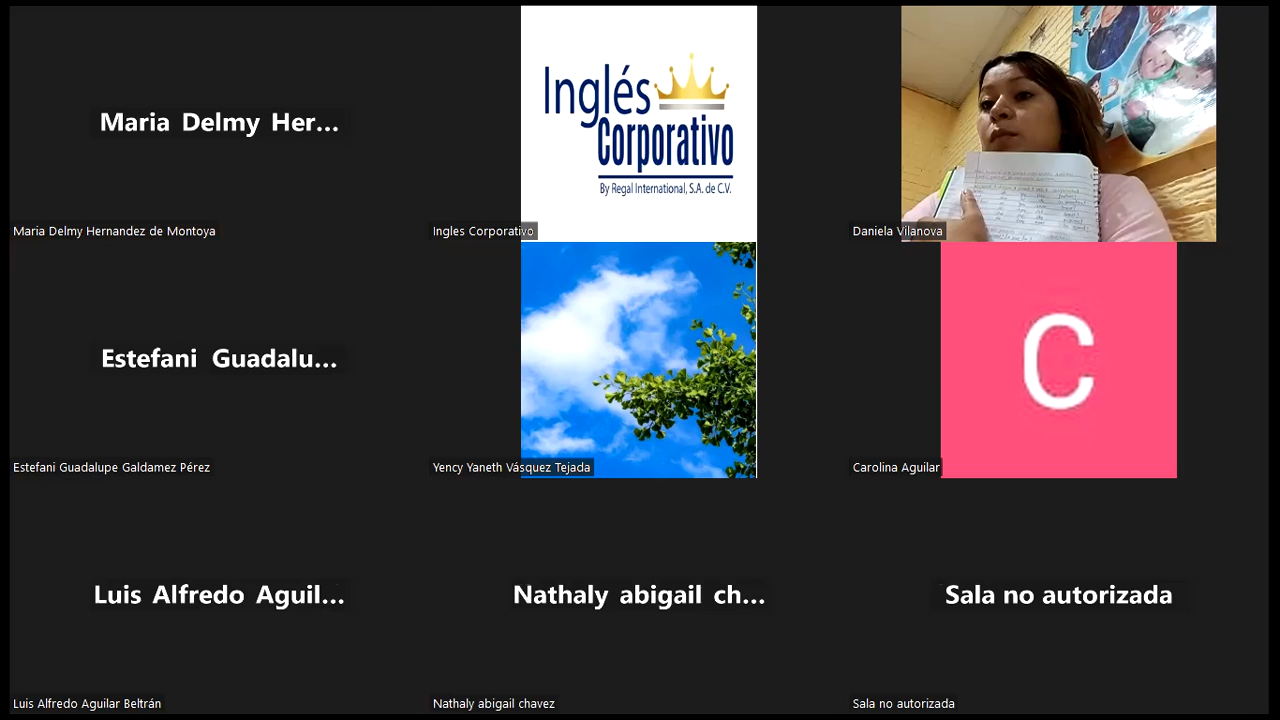 Maria Delmy Her...
Maria Delmy Hernandez de Montoya
Inglés
Corporativo
By Regal International, S.A. de C.V.
Ingles Corporativo
Daniela Vilanova
Estefani Guadalu...
Estefani Guadalupe Galdamez Pérez
Yency Yaneth Vásquez Tejada
C
Carolina Aguilar
Luis Alfredo Aguil...
Luis Alfredo Aguilar Beltrán
Nathaly abigail ch...
Nathaly abigail chavez
Sala no autorizada
Sala no autorizada